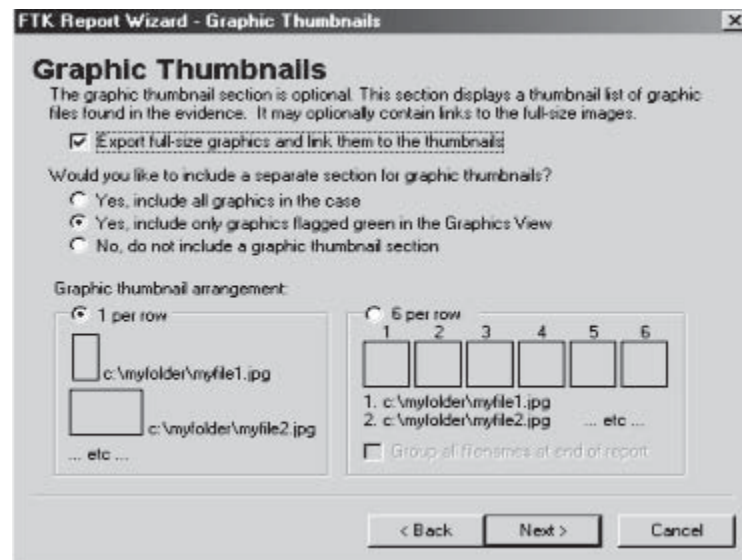 FTK Report Wizard - Graphic Thumbnails
Graphic Thumbnails
The graphic thumbnail section is optional. This section displays a thumbnail list of graphic
files found in the evidence. It may optionally contain links to the full-size images.
Export full-size graphics and link them to the thumbnails
Would you like to include a separate section for graphic thumbnails?
Yes, include all graphics in the case
Yes, include only graphics flagged green in the Graphics View
No, do not include a graphic thumbnail section
Graphic thumbnail arrangement:
1 per row
c:\myfolder\myfile1.jpg
c:\myfolder\myfile2.jpg
... etc ...
6 per row
1 2 3 4 5 6
1. c:\myfolder\myfile1.jpg
2. c:\myfolder\myfile2.jpg ... etc ...
Group all filenames at end of report
< Back Next > Cancel